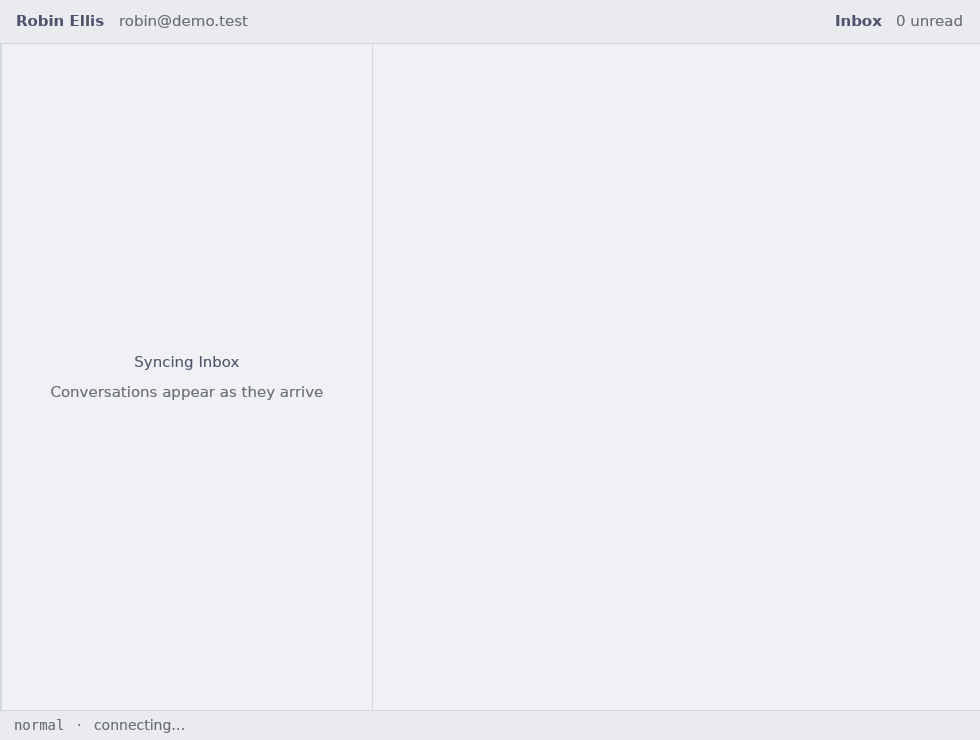 Robin Ellis robin@demo.test Inbox 0 unread
Syncing Inbox
Conversations appear as they arrive
normal · connecting…